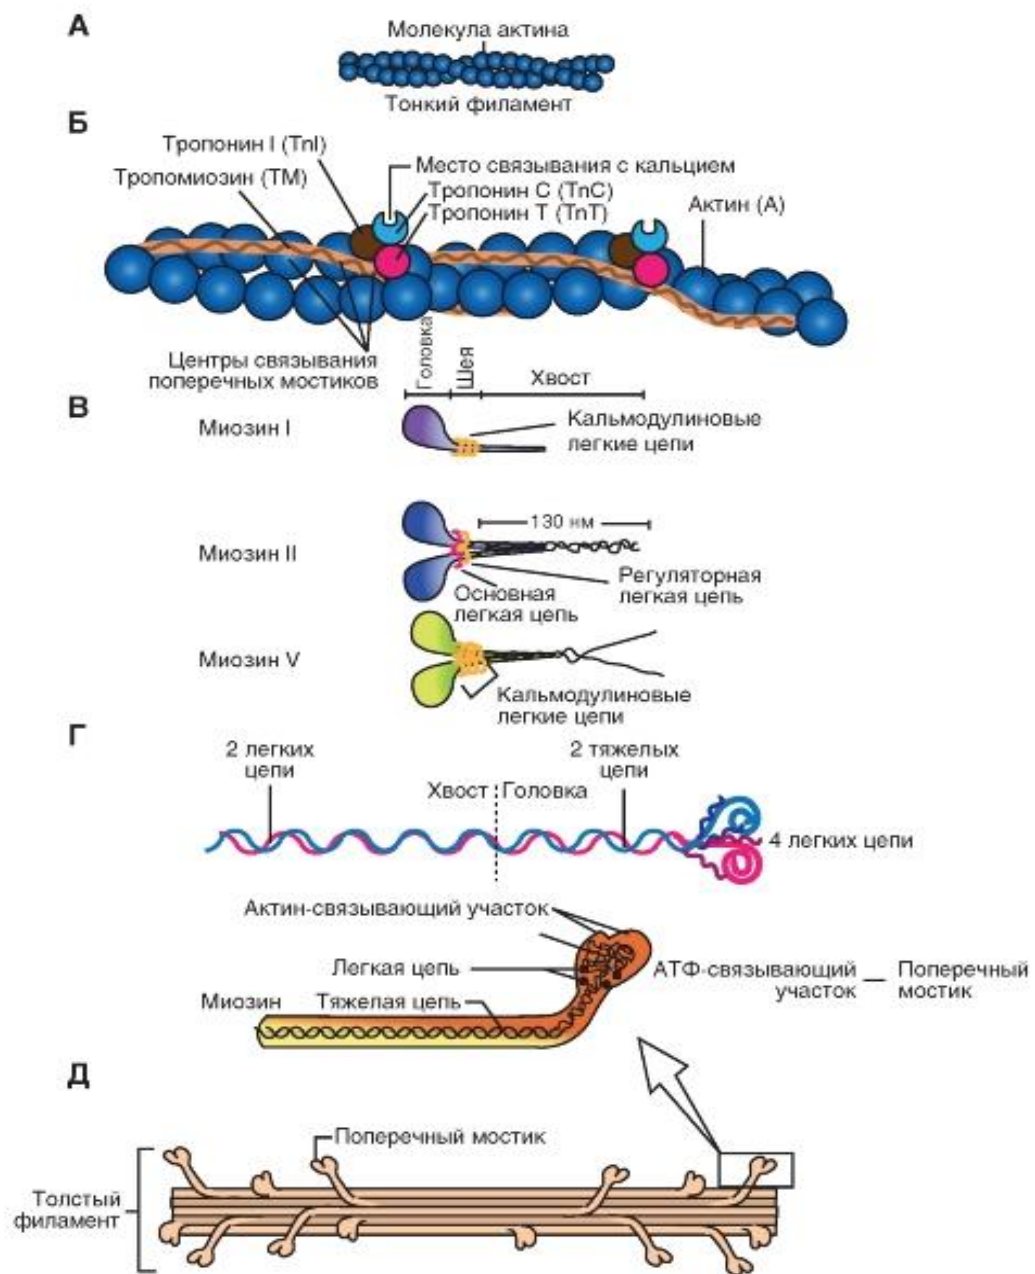 А
Молекула актина
Тонкий филамент
Б
Тропонин I (TnI)
Тропомиозин (ТМ)
Место связывания с кальцием
Тропонин С (TnC)
Тропонин Т (TnT)
Актин (А)
Центры связывания
поперечных мостиков
Головка
Шея
Хвост
В
Миозин I
Кальмодулиновые
легкие цепи
130 нм
Миозин II
Основная
легкая цепь
Регуляторная
легкая цепь
Миозин V
Кальмодулиновые
легкие цепи
Г
2 легких
цепи
2 тяжелых
цепи
Хвост
Головка
4 легких цепи
Актин-связывающий участок
Легкая цепь
АТФ-связывающий
участок
Поперечный
мостик
Миозин
Тяжелая цепь
Д
Поперечный мостик
Толстый
филамент